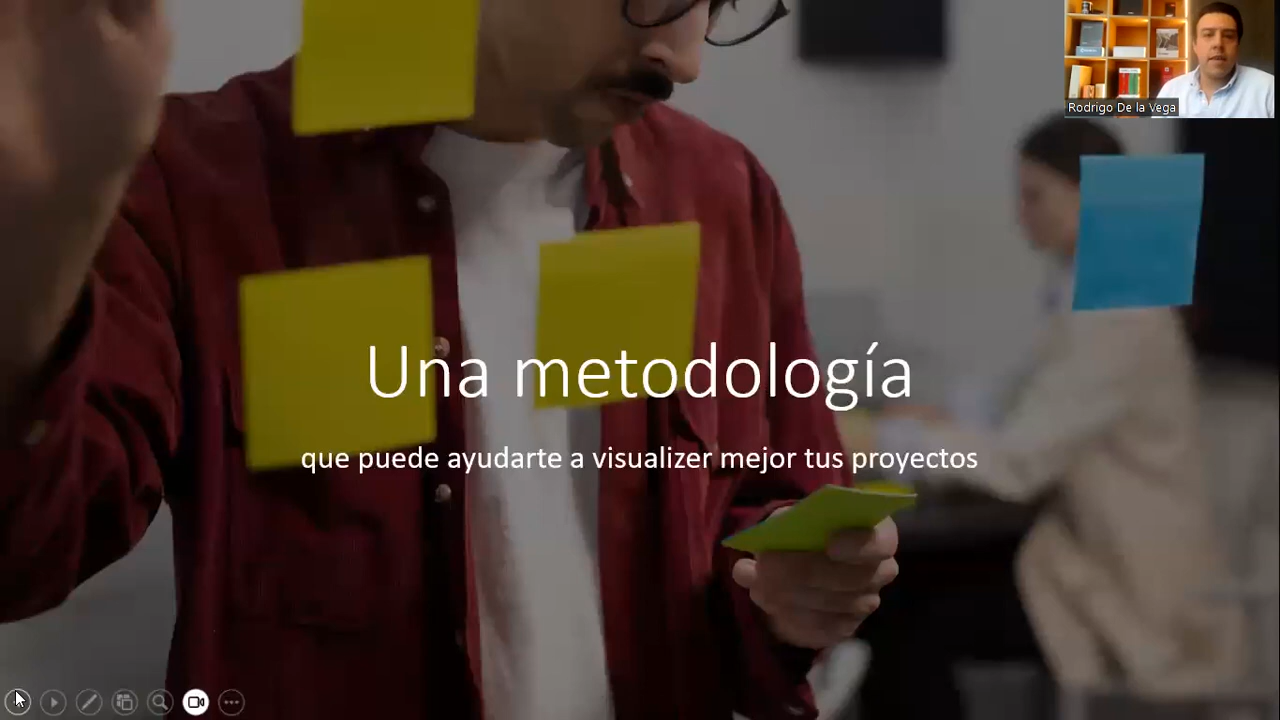 Rodrigo De la Vega
Una metodología
que puede ayudarte a visualizer mejor tus proyectos